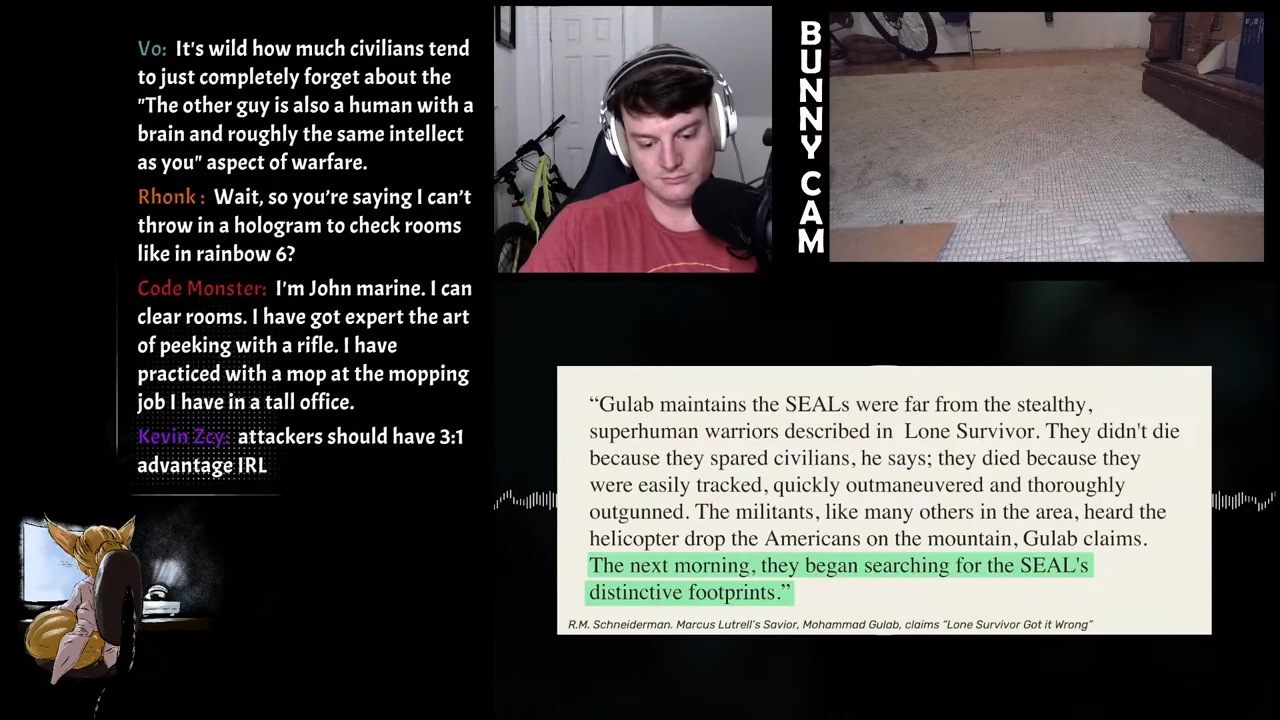 Vo: It's wild how much civilians tend
to just completely forget about the
"The other guy is also a human with a
brain and roughly the same intellect
as you" aspect of warfare.
Rhonk : Wait, so you're saying I can't
throw in a hologram to check rooms
like in rainbow 6?
Code Monster: I'm John marine. I can
clear rooms. I have got expert the art
of peeking with a rifle. I have
practiced with a mop at the mopping
job I have in a tall office.
Kevin Zcy: attackers should have 3:1
advantage IRL
BUNNY CAM
“Gulab maintains the SEALs were far from the stealthy,
superhuman warriors described in Lone Survivor. They didn't die
because they spared civilians, he says; they died because they
were easily tracked, quickly outmaneuvered and thoroughly
outgunned. The militants, like many others in the area, heard the
helicopter drop the Americans on the mountain, Gulab claims.
The next morning, they began searching for the SEAL's
distinctive footprints.”
R.M. Schneiderman. Marcus Lutrell's Savior, Mohammad Gulab, claims “Lone Survivor Got it Wrong”